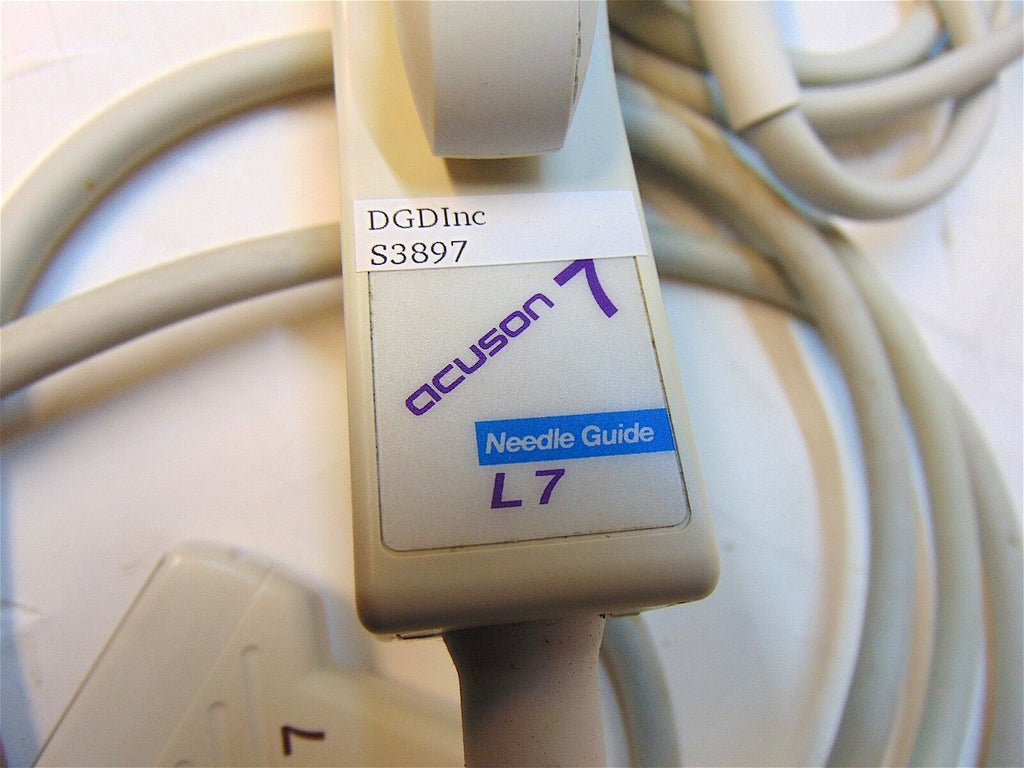 DGDInc
S3897
acuson 7
Needle Guide
L7
7